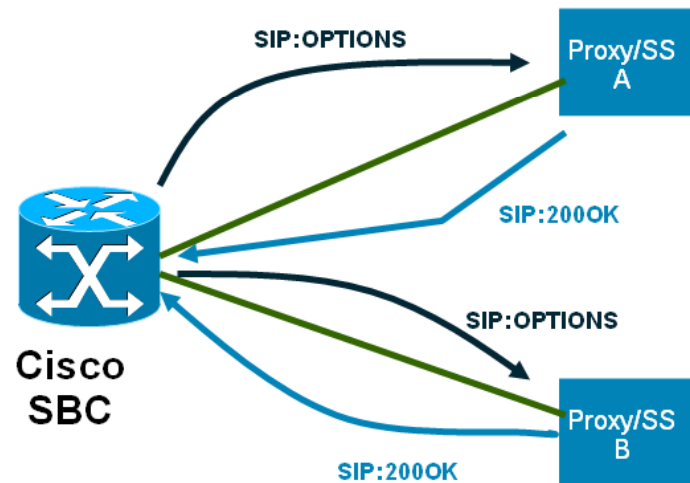 SIP:OPTIONS
Proxy/SS
A
SIP:200OK
SIP:OPTIONS
Cisco
SBC
Proxy/SS
B
SIP:200OK